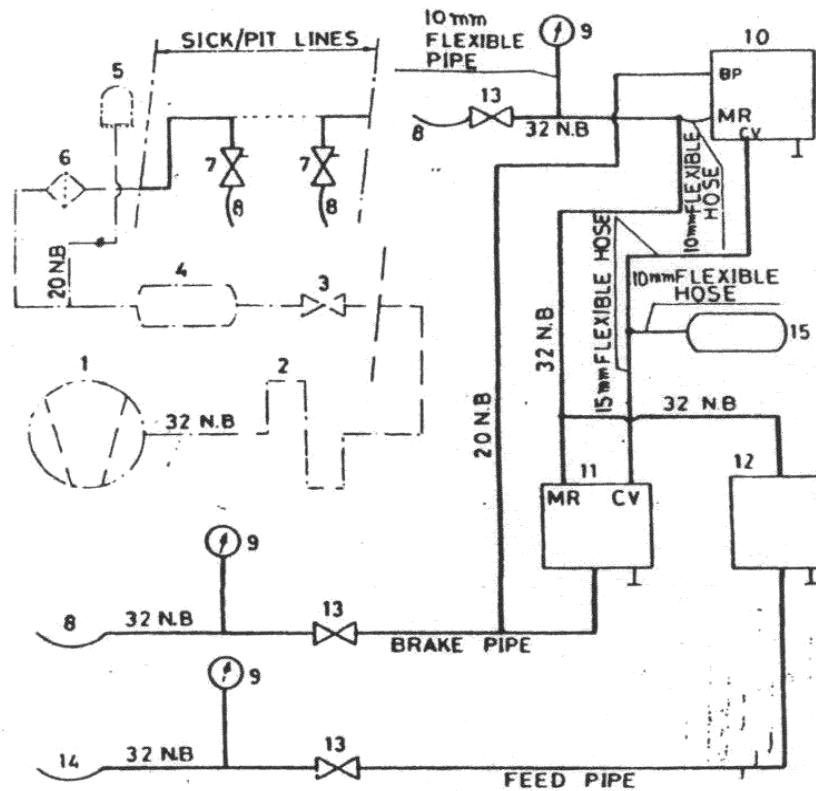 10mm
FLEXIBLE
PIPE
SICK/PIT LINES
9
10
5
BP
13
MR
8
32 N.B
CV
6
7
7
8
8
10mm FLEXIBLE
HOSE
20 N.B
4
3
15mm FLEXIBLE HOSE
10mm FLEXIBLE
HOSE
32 N.B
15
1
2
32 N.B
20 N.B
32 N.B
11
12
MR
CV
9
8
32 N.B
13
BRAKE PIPE
9
14
32 N.B
13
FEED PIPE